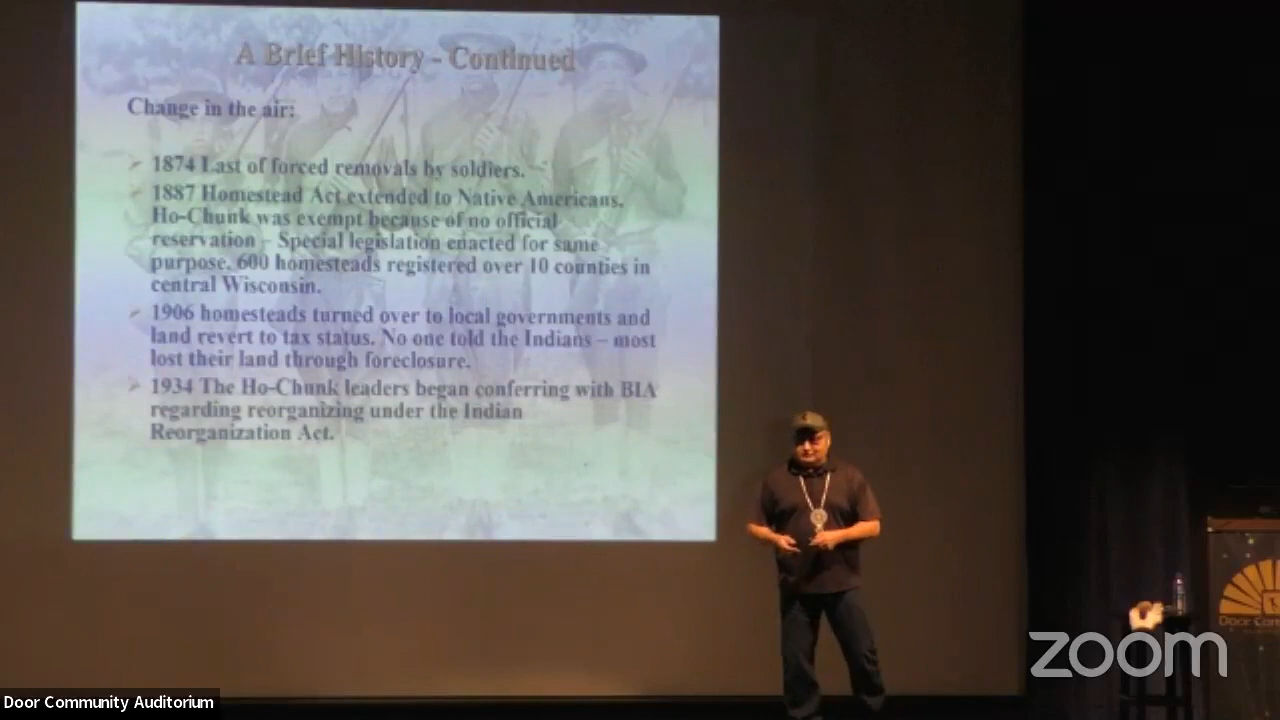 A Brief History - Continued
Change in the air:
1874 Last of forced removals by soldiers.
1887 Homestead Act extended to Native Americans.
Ho-Chunk was exempt because of no official
reservation – Special legislation enacted for same
purpose. 600 homesteads registered over 10 counties in
central Wisconsin.
1906 homesteads turned over to local governments and
land revert to tax status. No one told the Indians – most
lost their land through foreclosure.
1934 The Ho-Chunk leaders began conferring with BIA
regarding reorganizing under the Indian
Reorganization Act.
Door Com
zoom
Door Community Auditorium